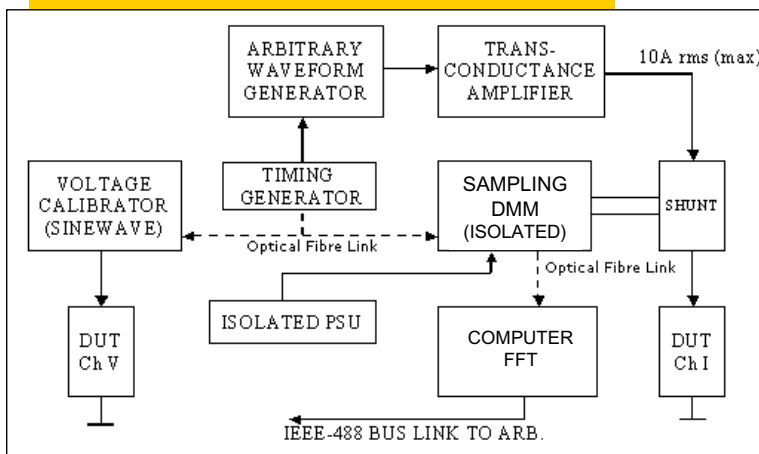 ARBITRARY
WAVEFORM
GENERATOR
TRANS-
CONDUCTANCE
AMPLIFIER
10A rms (max)
VOLTAGE
CALIBRATOR
(SINEWAVE)
TIMING
GENERATOR
SAMPLING
DMM
(ISOLATED)
SHUNT
Optical Fibre Link
Optical Fibre Link
DUT
Ch V
ISOLATED PSU
COMPUTER
FFT
DUT
Ch I
IEEE-488 BUS LINK TO ARB.